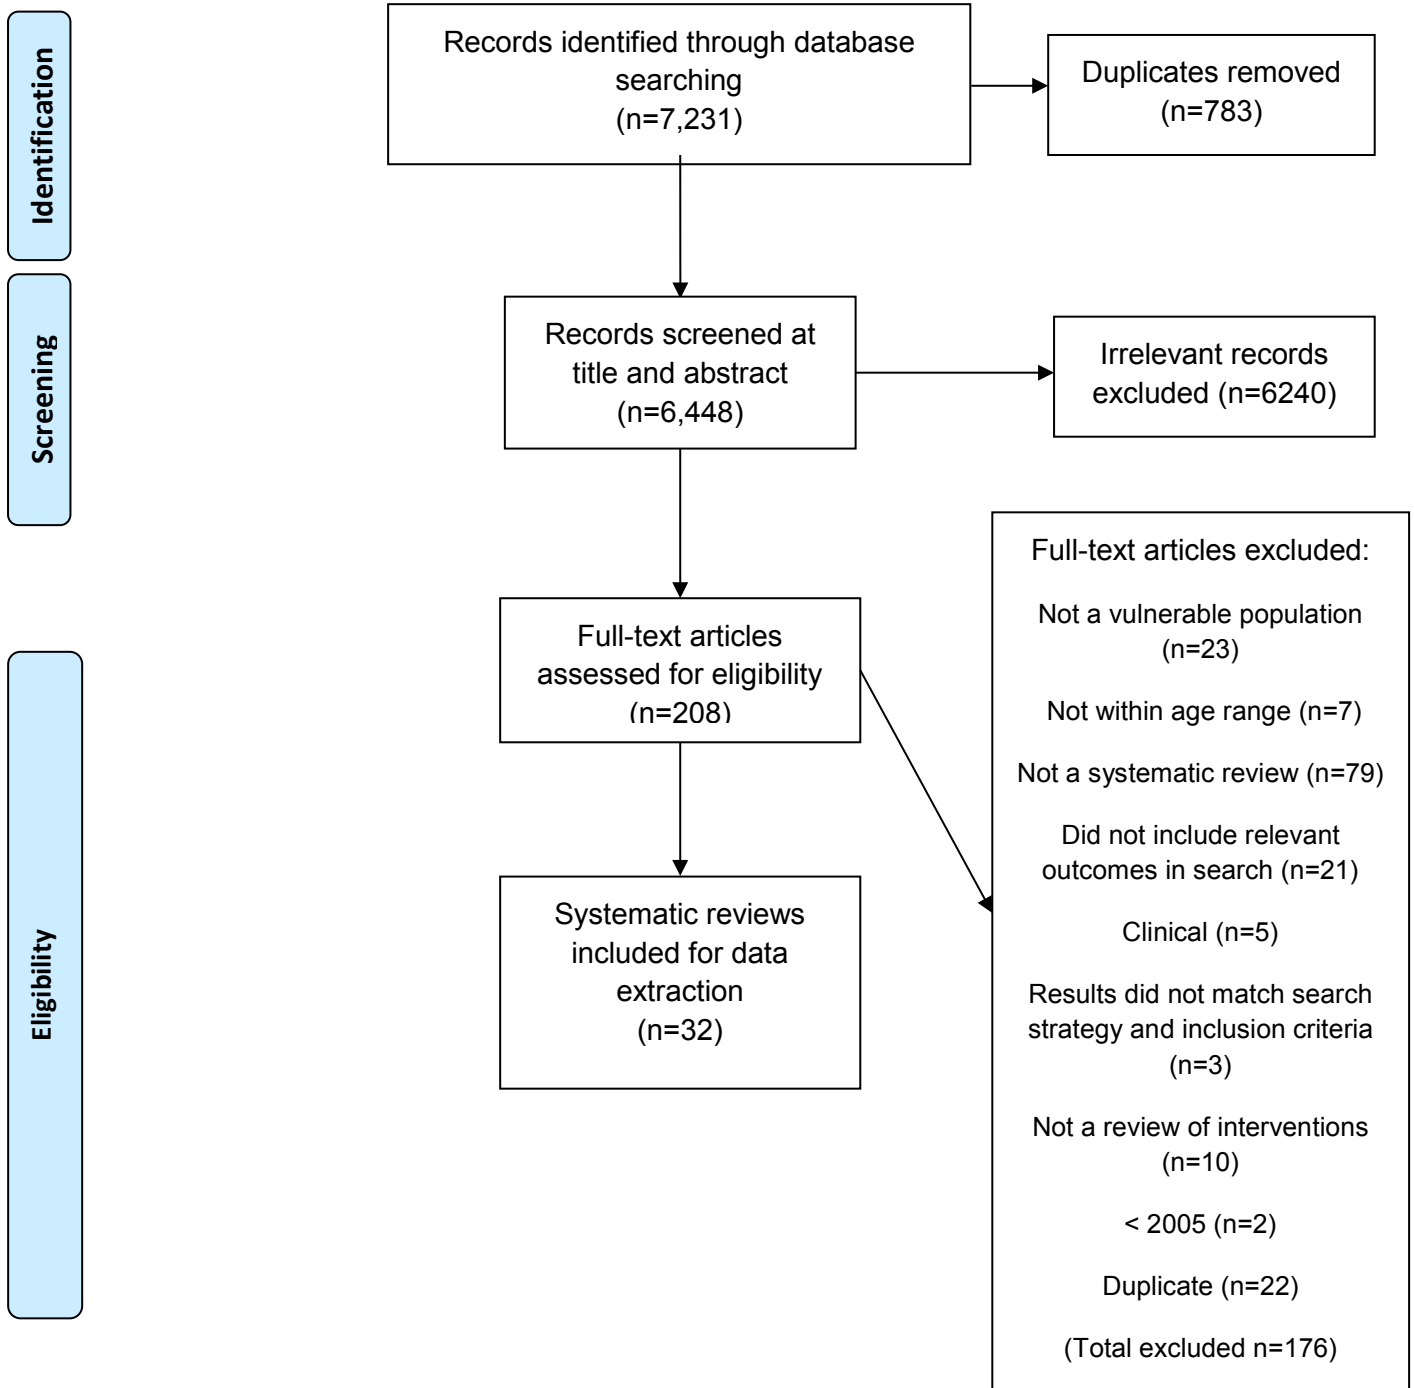 Identification
Records identified through database
searching
(n=7,231)
Duplicates removed
(n=783)
Screening
Records screened at
title and abstract
(n=6,448)
Irrelevant records
excluded (n=6240)
Eligibility
Full-text articles
assessed for eligibility
(n=208)
Systematic reviews
included for data
extraction
(n=32)
Full-text articles excluded:
Not a vulnerable population
(n=23)
Not within age range (n=7)
Not a systematic review (n=79)
Did not include relevant
outcomes in search (n=21)
Clinical (n=5)
Results did not match search
strategy and inclusion criteria
(n=3)
Not a review of interventions
(n=10)
< 2005 (n=2)
Duplicate (n=22)
(Total excluded n=176)